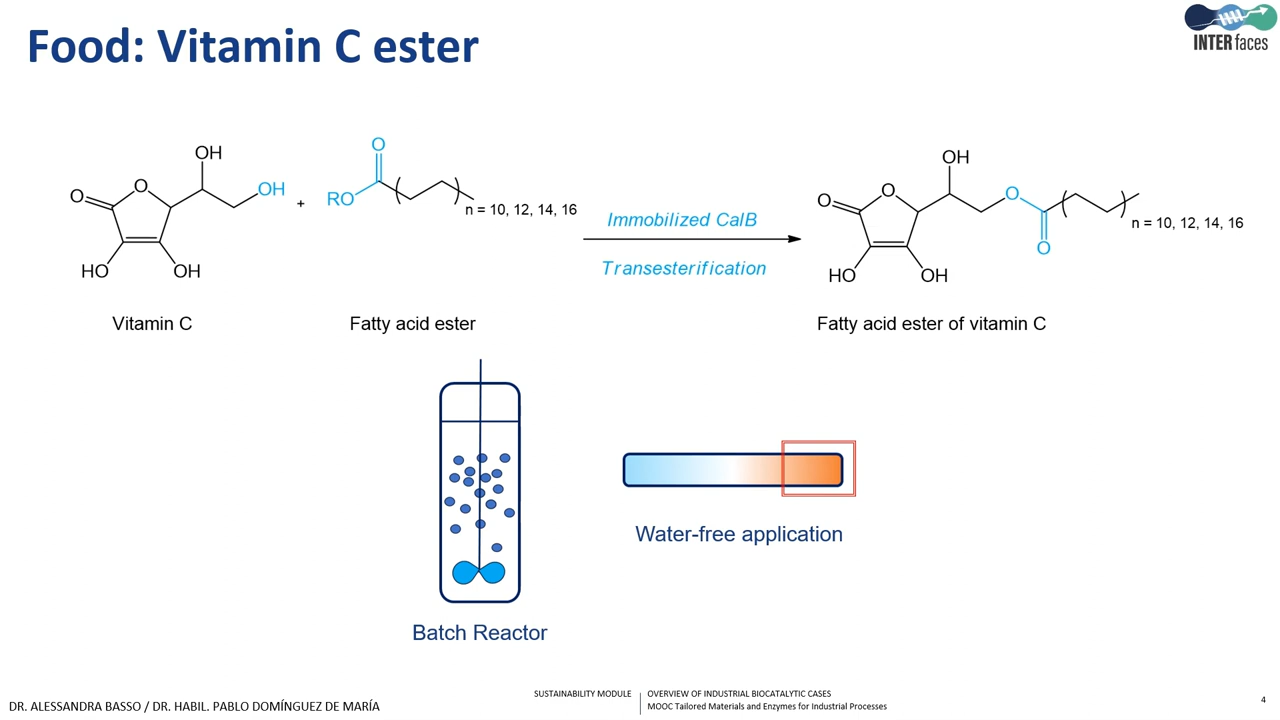 Food: Vitamin C ester
INTERfaces
OH
O
O
OH
HO
OH
+
O
RO
n = 10, 12, 14, 16
Immobilized CalB
Transesterification
OH
O
O
O
O
HO
OH
n = 10, 12, 14, 16
Vitamin C
Fatty acid ester
Fatty acid ester of vitamin C
Water-free application
Batch Reactor
DR. ALESSANDRA BASSO / DR. HABIL. PABLO DOMÍNGUEZ DE MARÍA
SUSTAINABILITY MODULE
OVERVIEW OF INDUSTRIAL BIOCATALYTIC CASES
MOOC Tailored Materials and Enzymes for Industrial Processes
4